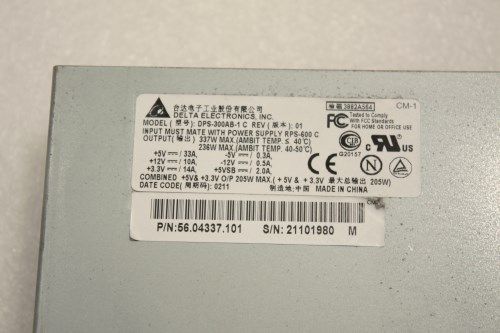 台达电子工业股份有限公司
DELTA ELECTRONICS, INC.
MODEL (型号): DPS-300AB-1 C REV (版本): 01
INPUT MUST MATE WITH POWER SUPPLY RPS-600 C
OUTPUT (输出) 337W MAX.(AMBIT TEMP. ≤ 40°C)
236W MAX.(AMBIT TEMP. 40-50°C)
+5V ⎓ 33A, -5V ⎓ 0.3A,
+12V ⎓ 10A, -12V ⎓ 0.5A,
+3.3V ⎓ 14A, +5VSB ⎓ 2.0A.
COMBINED +5V& +3.3V O/P 205W MAX (+5V& +3.3V 最大总输出 205W)
DATE CODE( 周期码): 0211 制造地:中国 MADE IN CHINA
3892A564
CM-1
FC
Tested to Comply
With FCC Standards
FOR HOME OR OFFICE USE
Q20157
c UL US
P/N:56.04337.101 S/N: 21101980 M